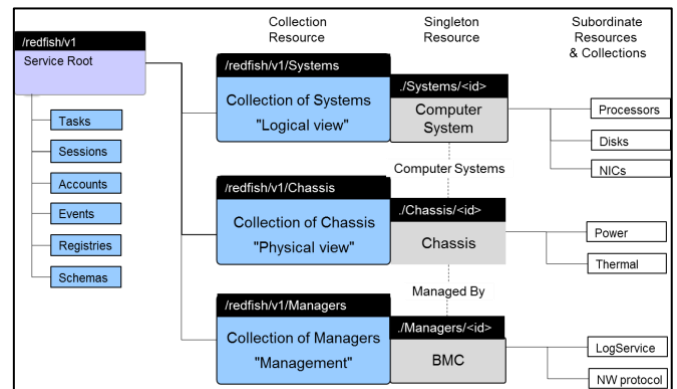 Collection
Resource
Singleton
Resource
Subordinate
Resources
& Collections
/redfish/v1
Service Root
Tasks
Sessions
Accounts
Events
Registries
Schemas
/redfish/v1/Systems
Collection of Systems
"Logical view"
./Systems/<id>
Computer
System
Processors
Disks
NICs
Computer Systems
/redfish/v1/Chassis
Collection of Chassis
"Physical view"
./Chassis/<id>
Chassis
Power
Thermal
Managed By
/redfish/v1/Managers
Collection of Managers
"Management"
./Managers/<id>
BMC
LogService
NW protocol